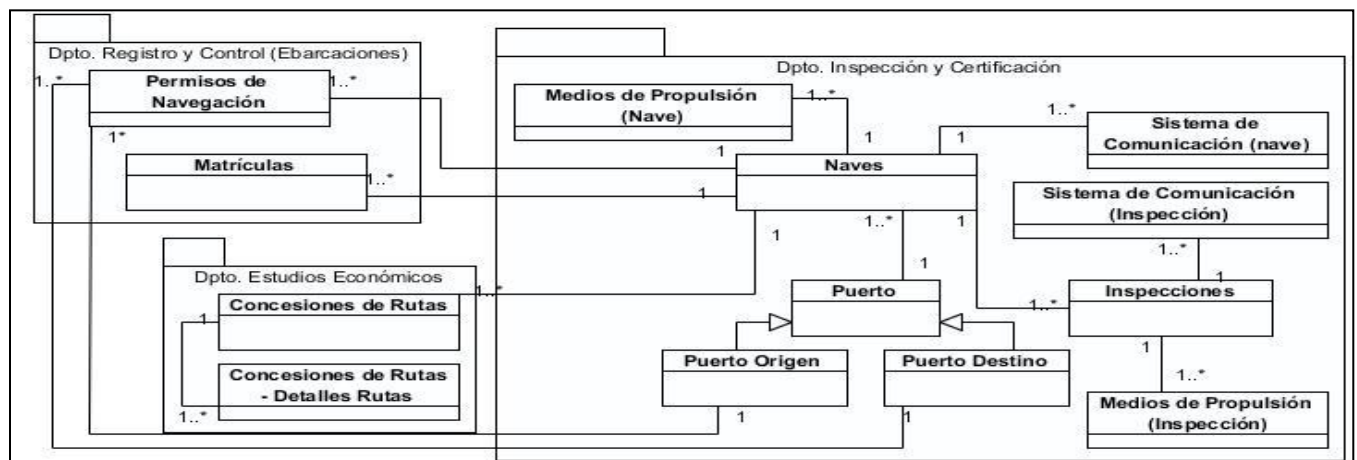 Dpto. Registro y Control (Ebarcaciones)
1..*
Permisos de
Navegación
1..*
1*
Matrículas
1..*
Dpto. Inspección y Certificación
Medios de Propulsión
(Nave)
1..*
1
1
1
Naves
1
1
1..*
Sistema de
Comunicación (nave)
Sistema de Comunicación
(Inspección)
1..*
1
1
1..*
1
1
Puerto
1..*
Inspecciones
Puerto Origen
1
Puerto Destino
1
1
1..*
Medios de Propulsión
(Inspección)
Dpto. Estudios Económicos
1..*
Concesiones de Rutas
1
Concesiones de Rutas
- Detalles Rutas
1..*